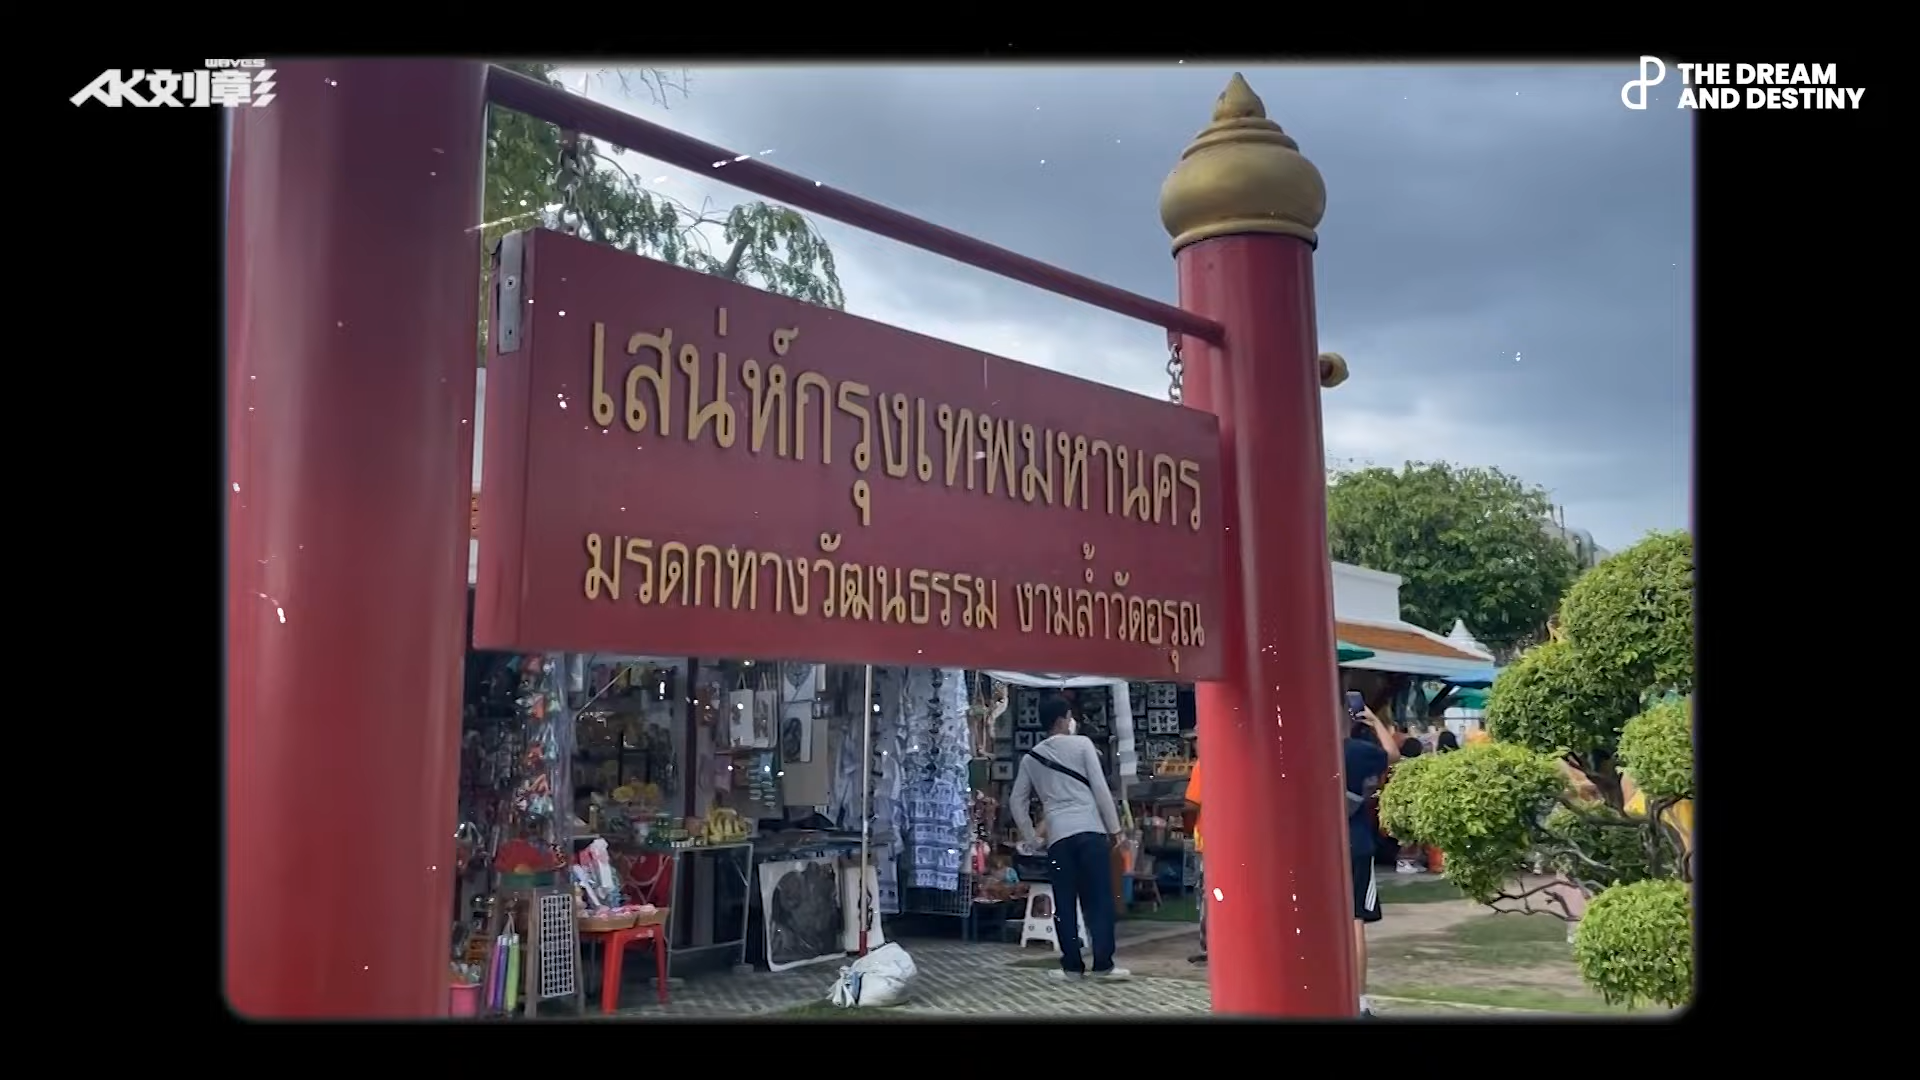 WAVES
AK刘彰
THE DREAM
AND DESTINY
เสน่ห์กรุงเทพมหานคร
มรดกทางวัฒนธรรม งามล้ำวัดอรุณ